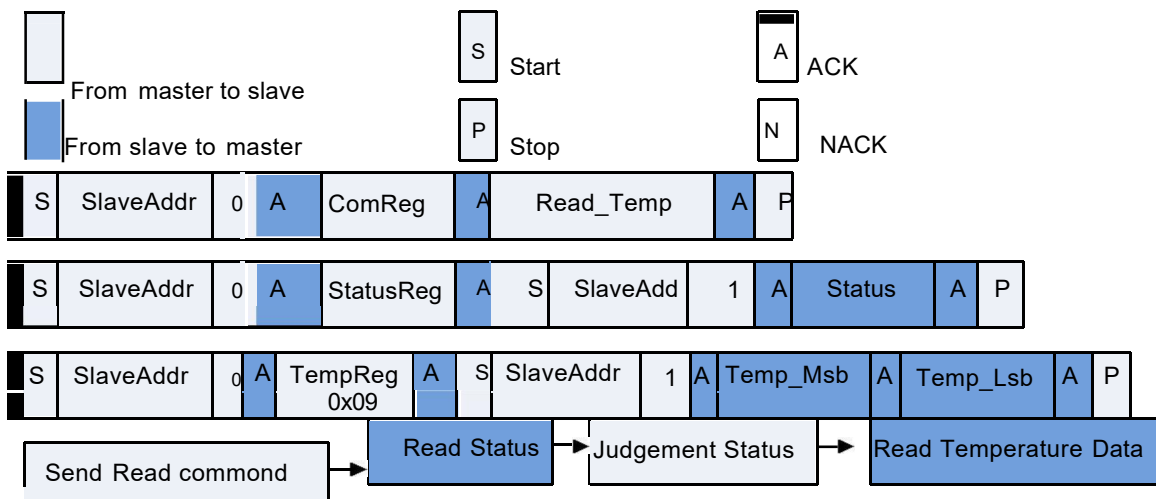 S Start A ACK
From master to slave
P Stop N NACK
From slave to master
S SlaveAddr 0 A ComReg A Read_Temp A P
S SlaveAddr 0 A StatusReg A S SlaveAdd 1 A Status A P
S SlaveAddr 0 A TempReg 0x09 A S SlaveAddr 1 A Temp_Msb A Temp_Lsb A P
Send Read commond
Read Status
Judgement Status
Read Temperature Data